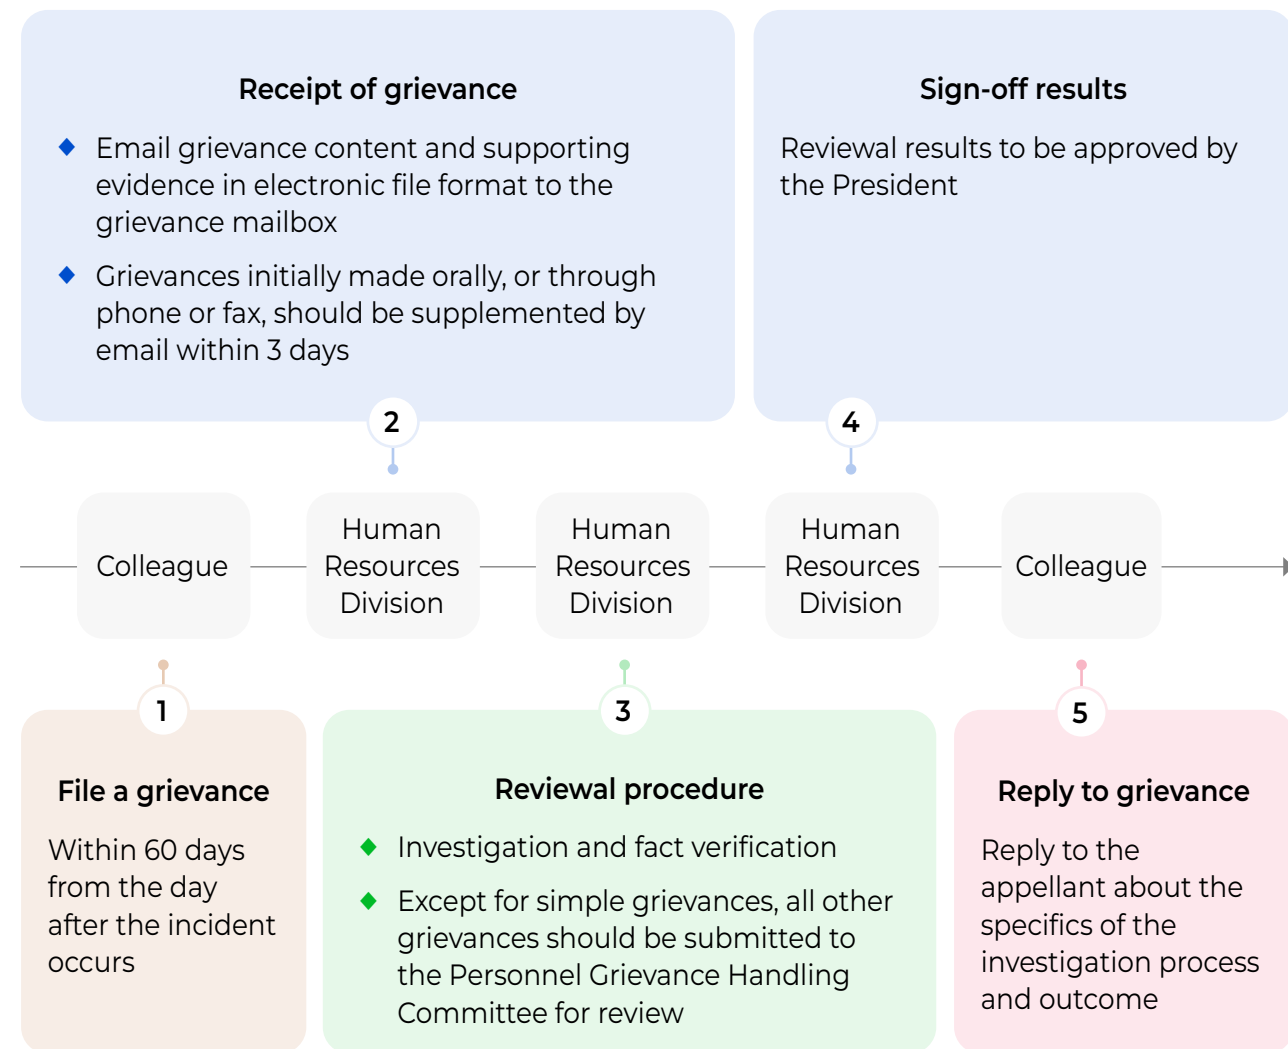 Receipt of grievance
Email grievance content and supporting
evidence in electronic file format to the
grievance mailbox
Grievances initially made orally, or through
phone or fax, should be supplemented by
email within 3 days
2
Sign-off results
Reviewal results to be approved by
the President
4
Colleague
Human
Resources
Division
Human
Resources
Division
Human
Resources
Division
Colleague
1
File a grievance
Within 60 days
from the day
after the incident
occurs
3
Reviewal procedure
Investigation and fact verification
Except for simple grievances, all other
grievances should be submitted to
the Personnel Grievance Handling
Committee for review
5
Reply to grievance
Reply to the
appellant about the
specifics of the
investigation process
and outcome